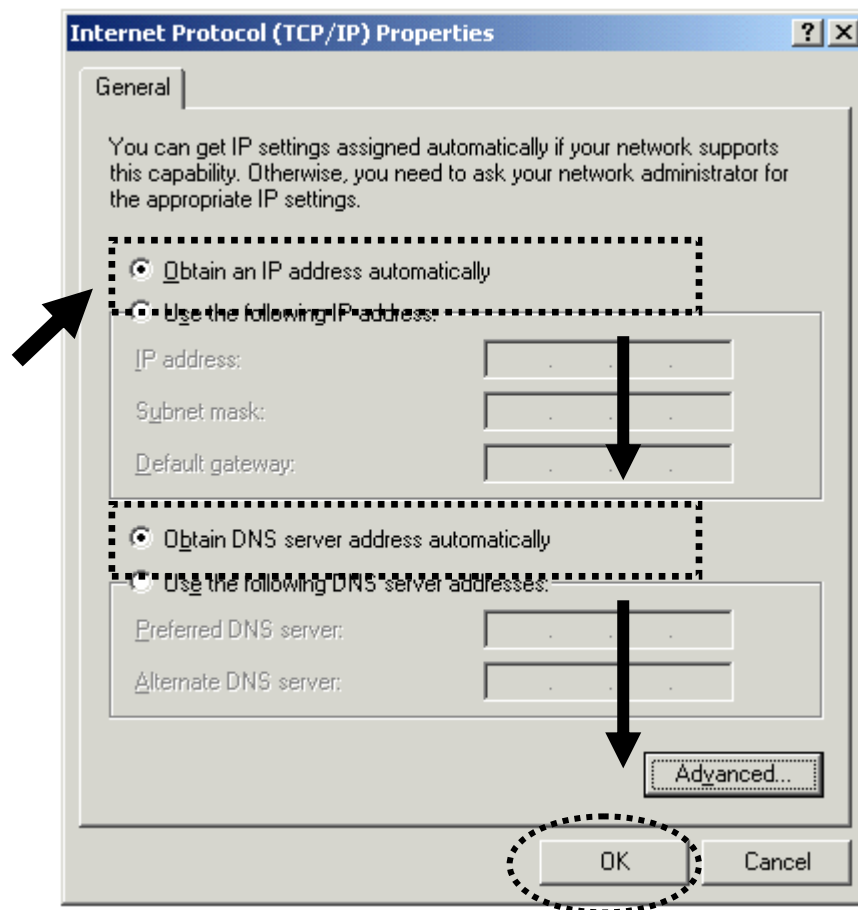 Internet Protocol (TCP/IP) Properties
General
You can get IP settings assigned automatically if your network supports
this capability. Otherwise, you need to ask your network administrator for
the appropriate IP settings.
Obtain an IP address automatically
Use the following IP address:
IP address:
Subnet mask:
Default gateway:
Obtain DNS server address automatically
Use the following DNS server addresses:
Preferred DNS server:
Alternate DNS server:
Advanced...
OK
Cancel